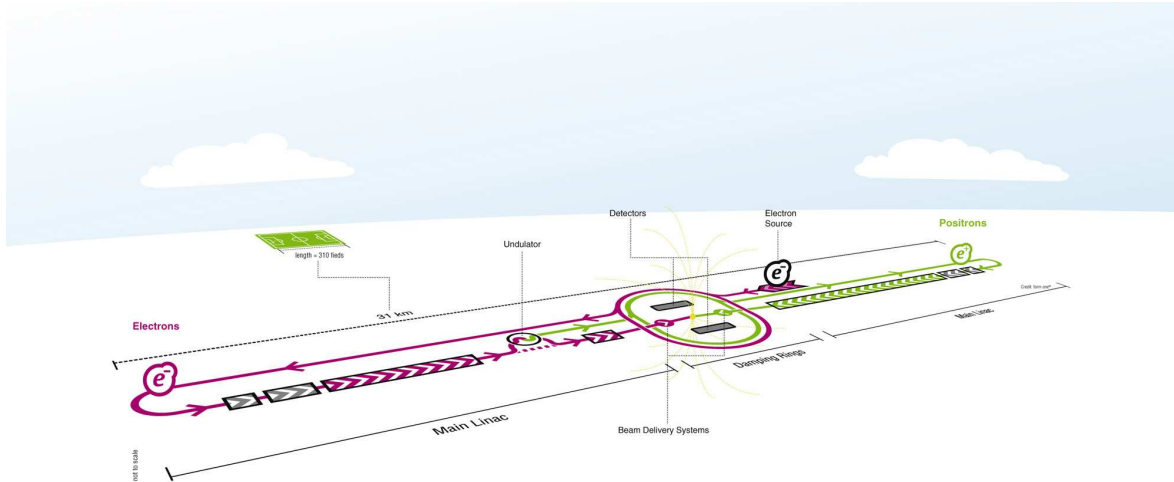 Detectors
Electron
Source
Positrons
e+
Undulator
e-
length = 310 fieds
31 km
Electrons
e-
Main Linac
Damping Rings
Main Linac
Beam Delivery Systems
not to scale